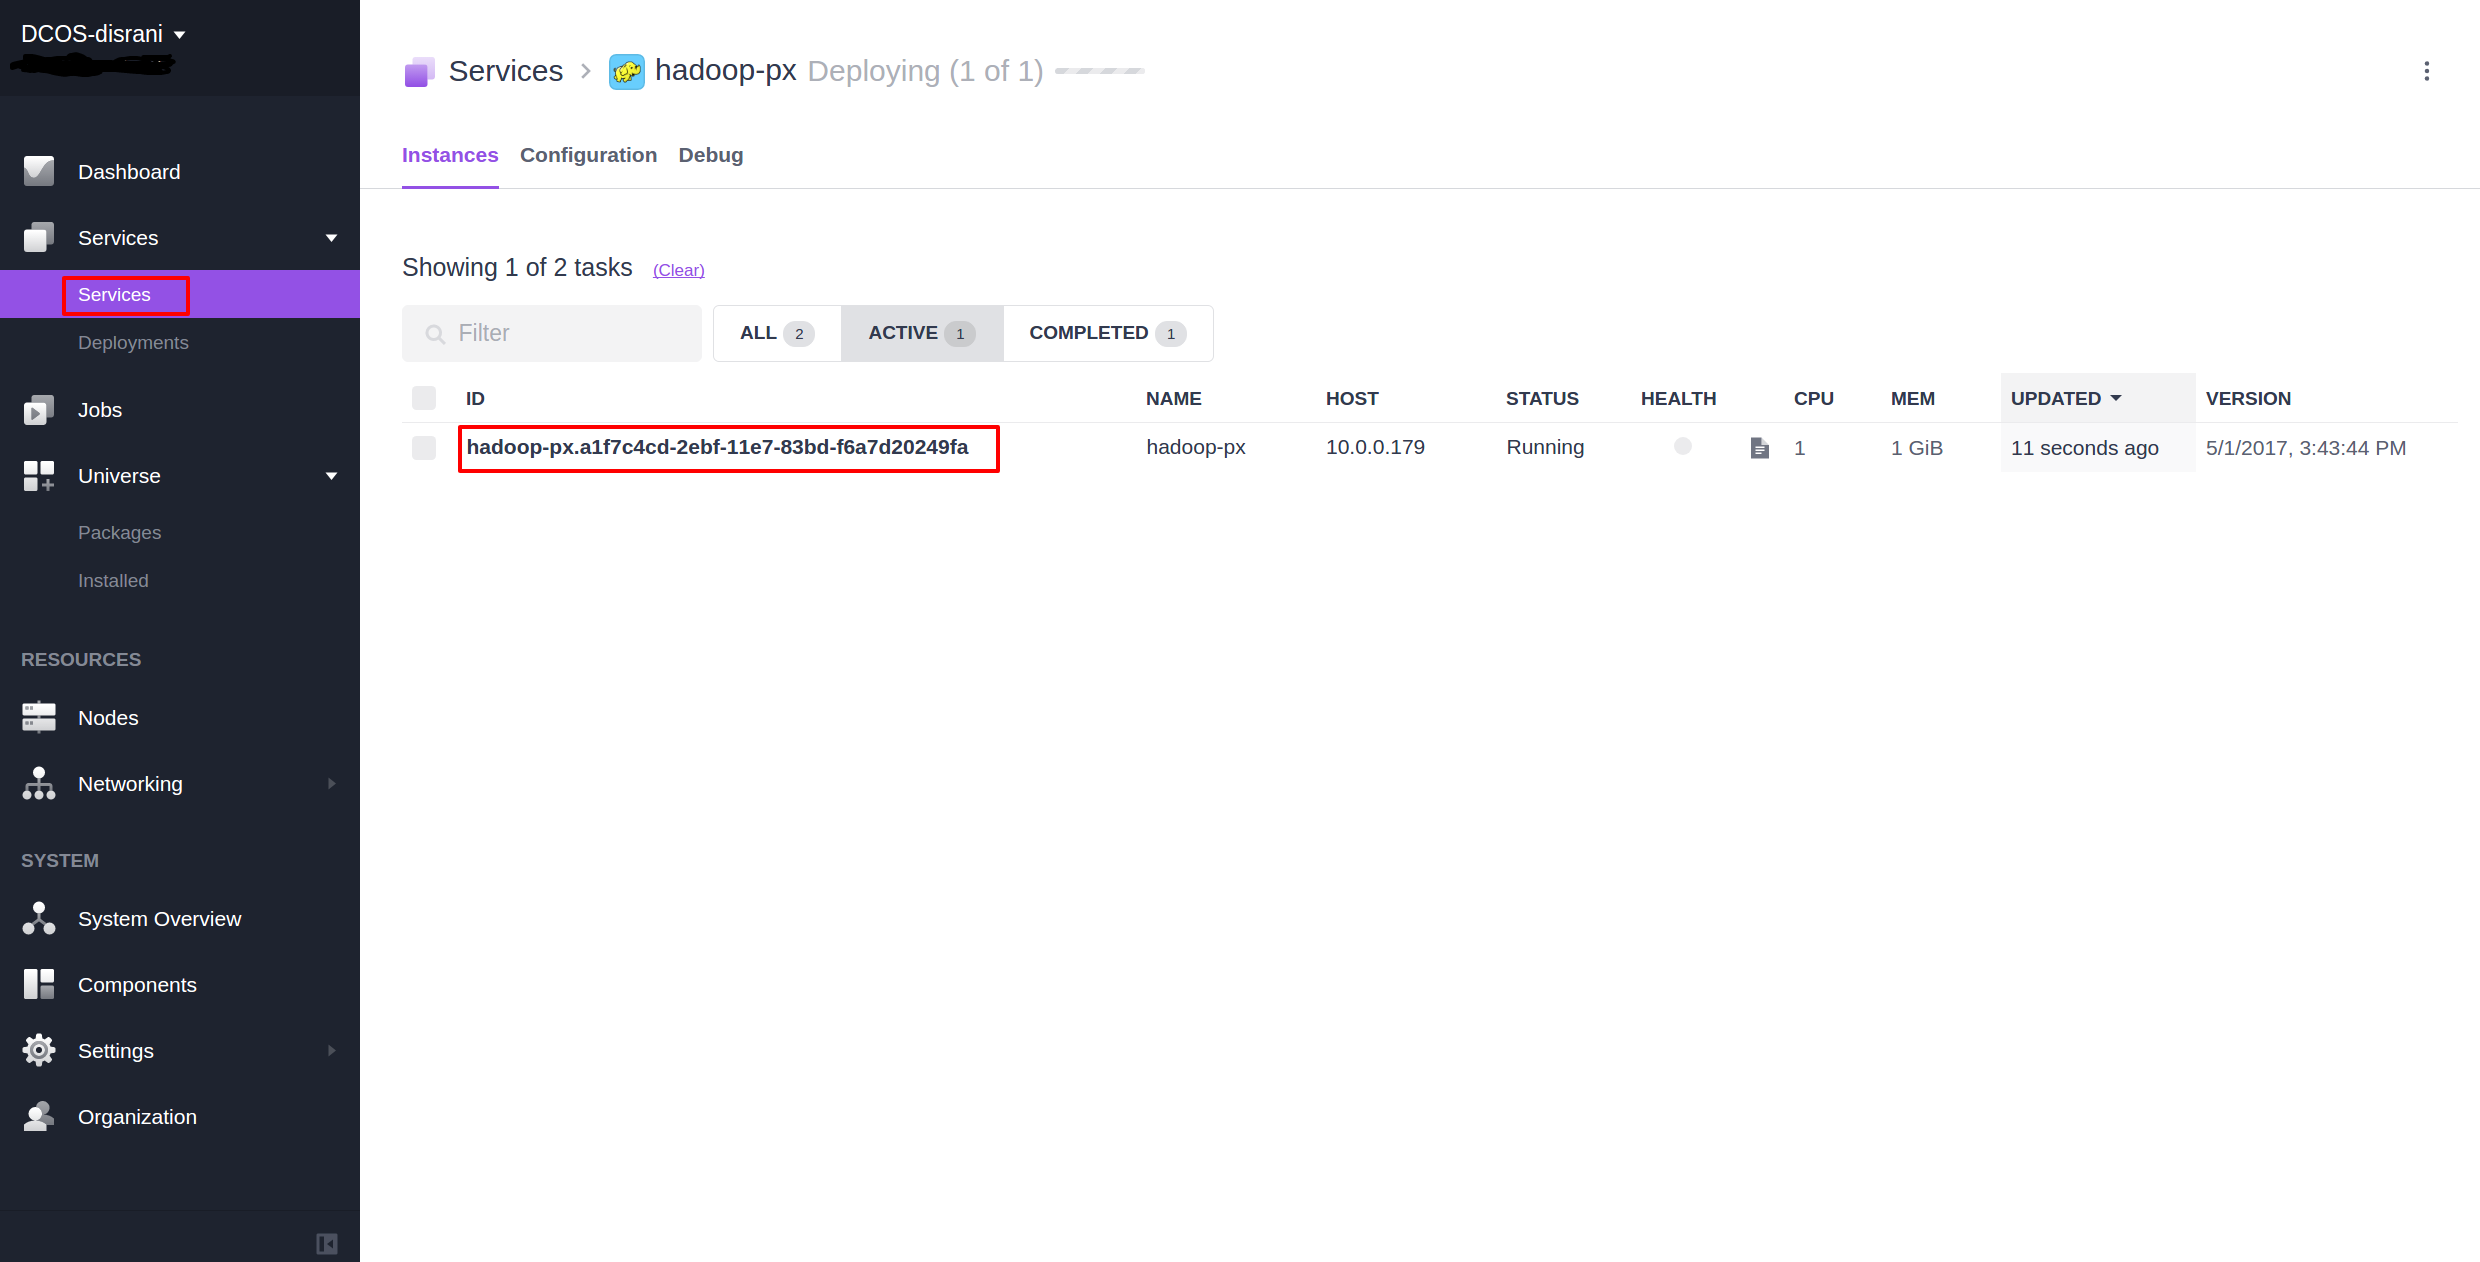 DCOS-disrani
Dashboard
Services
Services
Deployments
Jobs
Universe
Packages
Installed
RESOURCES
Nodes
Networking
SYSTEM
System Overview
Components
Settings
Organization
Services hadoop-px Deploying (1 of 1)
Instances Configuration Debug
Showing 1 of 2 tasks (Clear)
Filter ALL 2 ACTIVE 1 COMPLETED 1
ID NAME HOST STATUS HEALTH CPU MEM UPDATED VERSION
hadoop-px.a1f7c4cd-2ebf-11e7-83bd-f6a7d20249fa hadoop-px 10.0.0.179 Running 1 1 GiB 11 seconds ago 5/1/2017, 3:43:44 PM